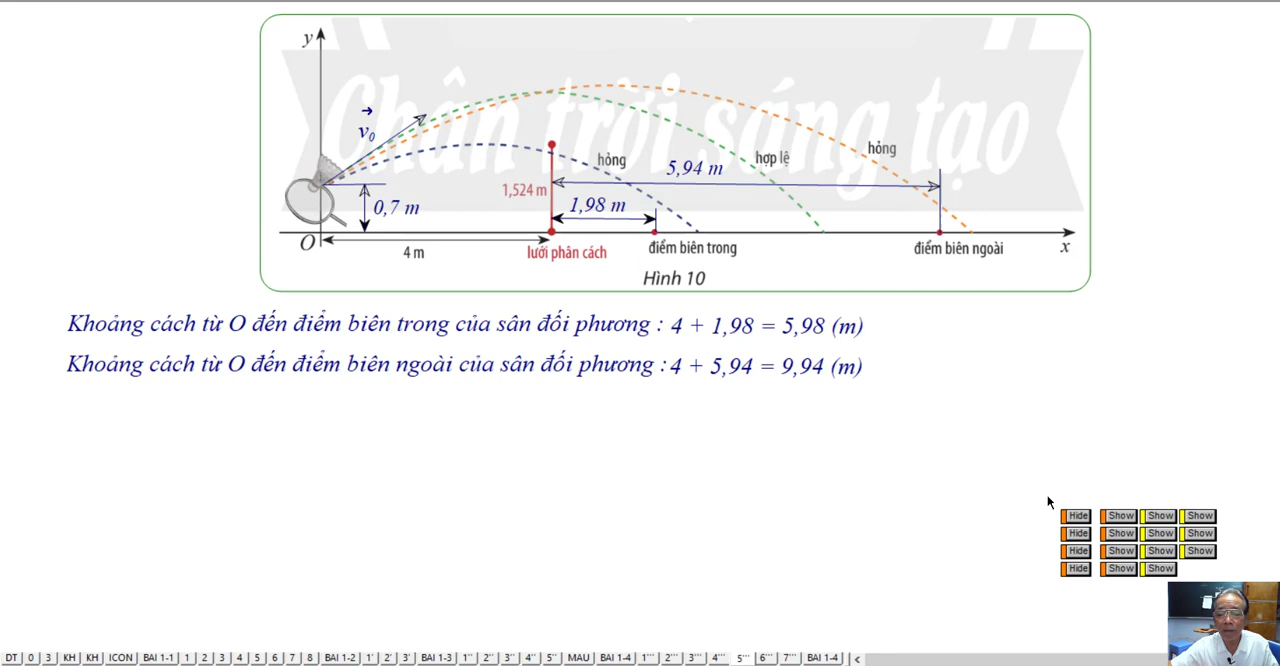 y
Chân trời sáng tạo
v₀
hỏng
hợp lệ
hỏng
5,94 m
1,524 m
1,98 m
0,7 m
O
4 m
lưới phân cách
điểm biên trong
điểm biên ngoài
x
Hình 10
Khoảng cách từ O đến điểm biên trong của sân đối phương : 4 + 1,98 = 5,98 (m)
Khoảng cách từ O đến điểm biên ngoài của sân đối phương : 4 + 5,94 = 9,94 (m)
Hide Show Show Show
Hide Show Show Show
Hide Show Show Show
Hide Show Show
DT 0 3 KH KH ICON BAI 1-1 1 2 3 4 5 6 7 8 BAI 1-2 1' 2' 3' BAI 1-3 1'' 2'' 3'' 4'' 5'' MAU BAI 1-4 1''' 2''' 3''' 4''' 5''' 6''' 7''' BAI 1-4 <